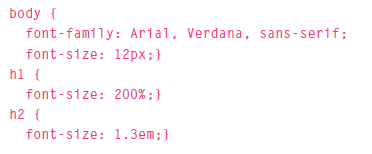 body {
  font-family: Arial, Verdana, sans-serif;
  font-size: 12px;}
h1 {
  font-size: 200%;}
h2 {
  font-size: 1.3em;}